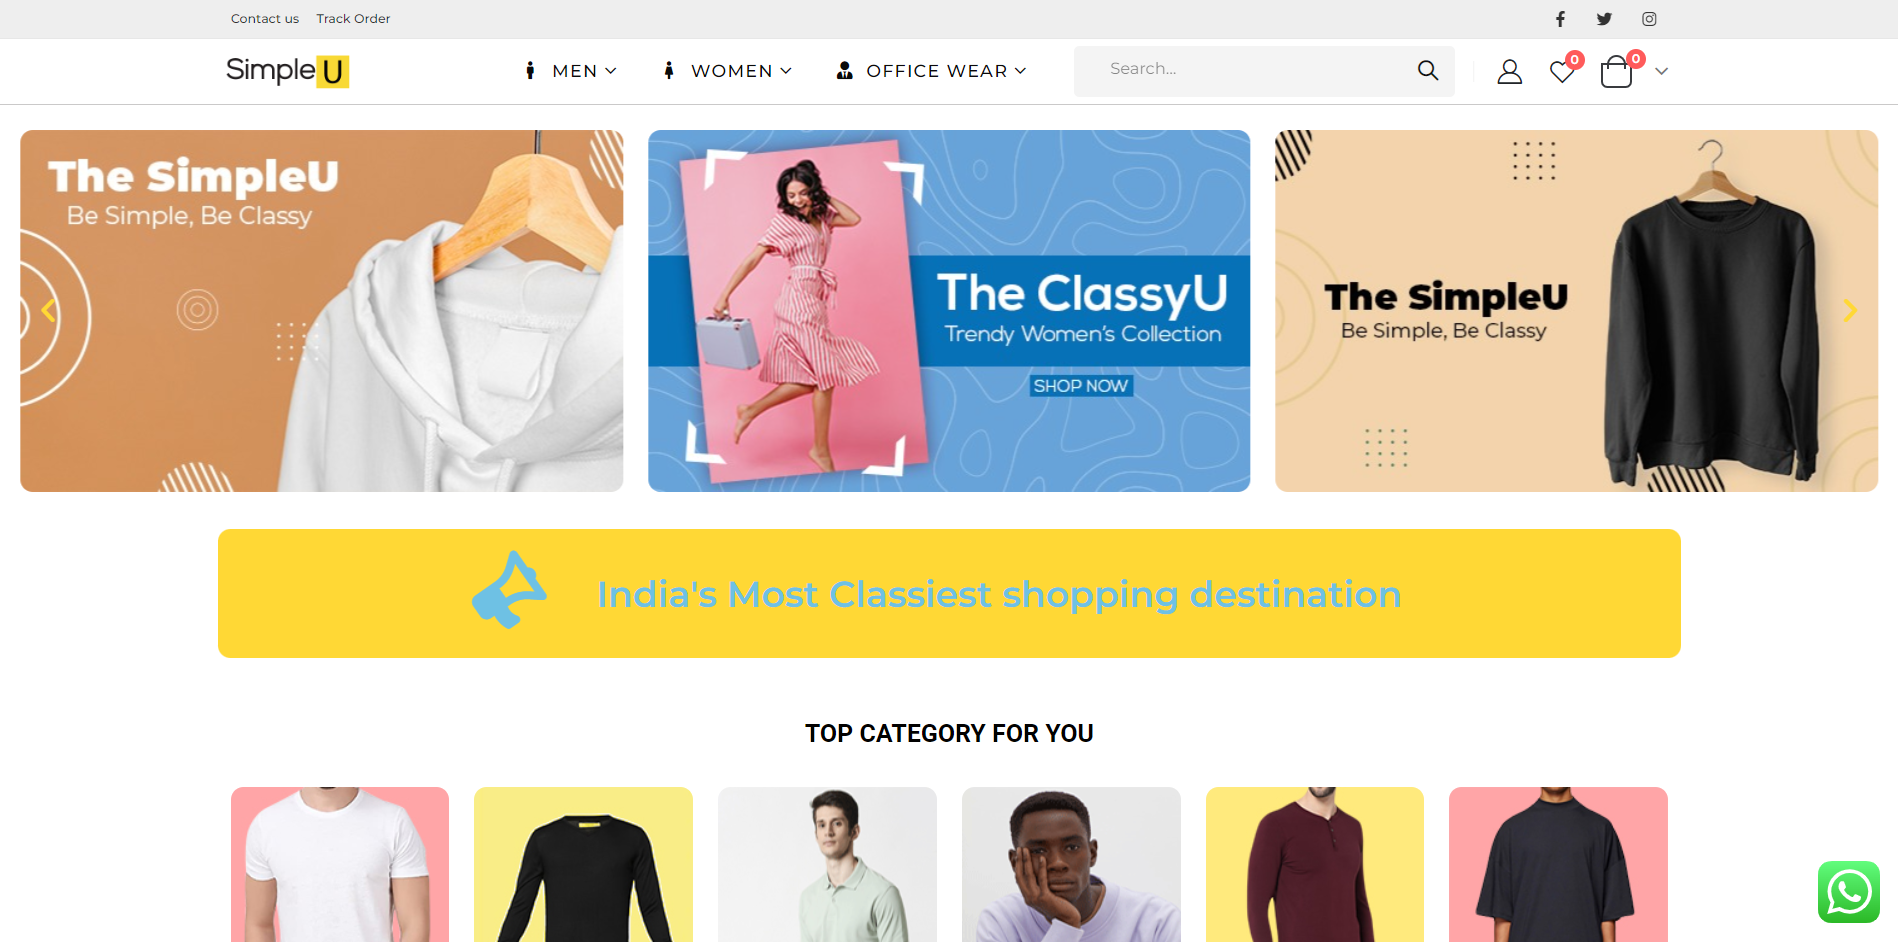 Contact us Track Order
SimpleU
MEN
WOMEN
OFFICE WEAR
Search...
0
0
The SimpleU
Be Simple, Be Classy
The ClassyU
Trendy Women's Collection
SHOP NOW
The SimpleU
Be Simple, Be Classy
India's Most Classiest shopping destination
TOP CATEGORY FOR YOU